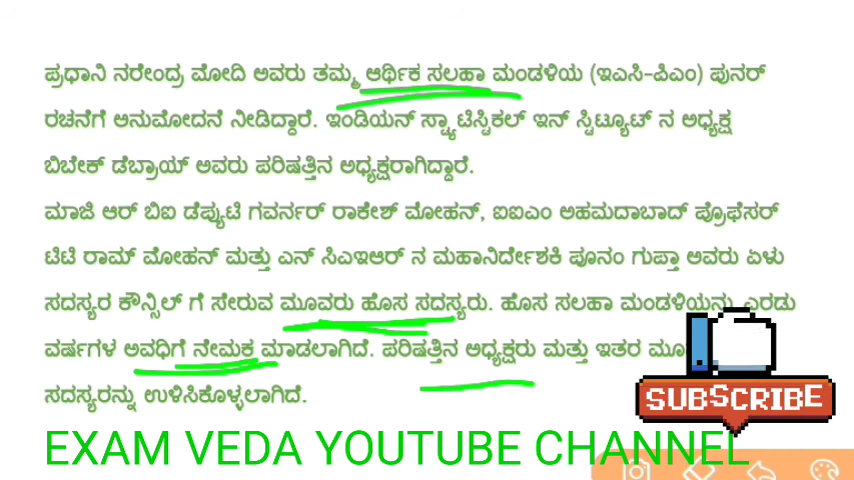 ಪ್ರಧಾನಿ ನರೇಂದ್ರ ಮೋದಿ ಅವರು ತಮ್ಮ ಆರ್ಥಿಕ ಸಲಹಾ ಮಂಡಳಿಯ (ಇಎಸಿ-ಪಿಎಂ) ಪುನರ್
ರಚನೆಗೆ ಅನುಮೋದನೆ ನೀಡಿದ್ದಾರೆ. ಇಂಡಿಯನ್ ಸ್ಟ್ಯಾಟಿಸ್ಟಿಕಲ್ ಇನ್ ಸ್ಟಿಟ್ಯೂಟ್ ನ ಅಧ್ಯಕ್ಷ
ಬಿಬೇಕ್ ಡೆಬ್ರಾಯ್ ಅವರು ಪರಿಷತ್ತಿನ ಅಧ್ಯಕ್ಷರಾಗಿದ್ದಾರೆ.
ಮಾಜಿ ಆರ್ ಬಿಐ ಡೆಪ್ಯುಟಿ ಗವರ್ನರ್ ರಾಕೇಶ್ ಮೋಹನ್, ಐಐಎಂ ಅಹಮದಾಬಾದ್ ಪ್ರೊಫೆಸರ್
ಟಿಟಿ ರಾಮ್ ಮೋಹನ್ ಮತ್ತು ಎನ್ ಸಿಎಇಆರ್ ನ ಮಹಾನಿರ್ದೇಶಕಿ ಪೂನಂ ಗುಪ್ತಾ ಅವರು ಏಳು
ಸದಸ್ಯರ ಕೌನ್ಸಿಲ್ ಗೆ ಸೇರುವ ಮೂವರು ಹೊಸ ಸದಸ್ಯರು. ಹೊಸ ಸಲಹಾ ಮಂಡಳಿಯನ್ನು ಎರಡು
ವರ್ಷಗಳ ಅವಧಿಗೆ ನೇಮಕ ಮಾಡಲಾಗಿದೆ. ಪರಿಷತ್ತಿನ ಅಧ್ಯಕ್ಷರು ಮತ್ತು ಇತರ
ಸದಸ್ಯರನ್ನು ಉಳಿಸಿಕೊಳ್ಳಲಾಗಿದೆ.
SUBSCRIBE
EXAM VEDA YOUTUBE CHANNEL